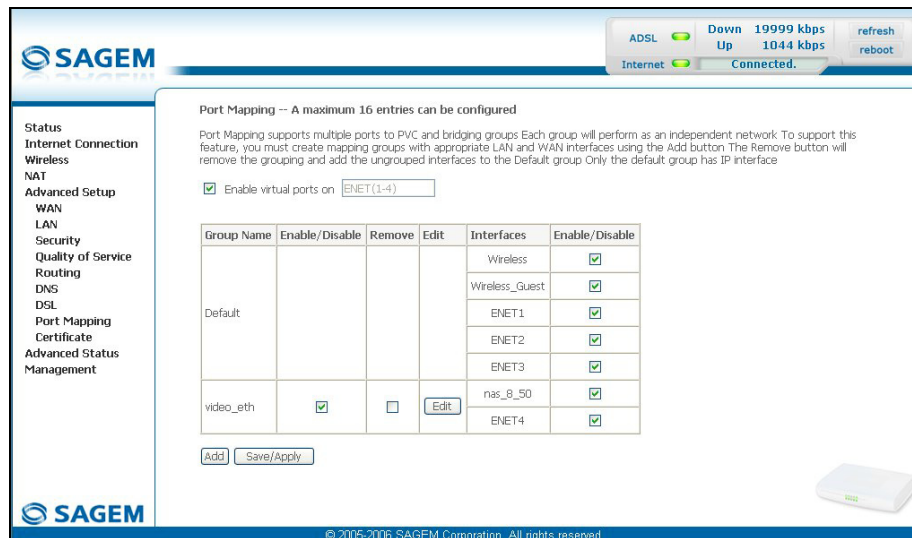 SAGEM
ADSL
Down 19999 kbps
Up 1044 kbps
Internet
Connected.
refresh
reboot
Status
Internet Connection
Wireless
NAT
Advanced Setup
WAN
LAN
Security
Quality of Service
Routing
DNS
DSL
Port Mapping
Certificate
Advanced Status
Management
Port Mapping -- A maximum 16 entries can be configured
Port Mapping supports multiple ports to PVC and bridging groups Each group will perform as an independent network To support this
feature, you must create mapping groups with appropriate LAN and WAN interfaces using the Add button The Remove button will
remove the grouping and add the ungrouped interfaces to the Default group Only the default group has IP interface
Enable virtual ports on ENET(1-4)
Group Name Enable/Disable Remove Edit Interfaces Enable/Disable
Default
Wireless
Wireless_Guest
ENET1
ENET2
ENET3
video_eth
Edit
nas_8_50
ENET4
Add Save/Apply
SAGEM
© 2005-2006 SAGEM Corporation. All rights reserved.